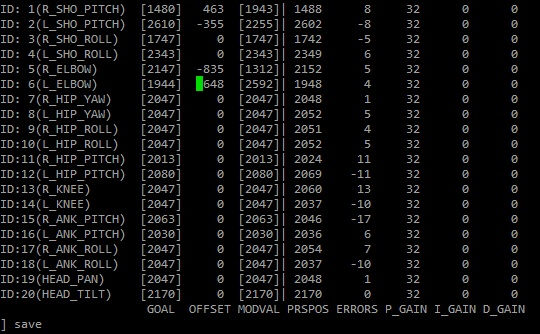 ID: 1(R_SHO_PITCH) [1480] 463 [1943]| 1488 8 32 0 0
ID: 2(L_SHO_PITCH) [2610] -355 [2255]| 2602 -8 32 0 0
ID: 3(R_SHO_ROLL) [1747] 0 [1747]| 1742 -5 32 0 0
ID: 4(L_SHO_ROLL) [2343] 0 [2343]| 2349 6 32 0 0
ID: 5(R_ELBOW) [2147] -835 [1312]| 2152 5 32 0 0
ID: 6(L_ELBOW) [1944] 648 [2592]| 1948 4 32 0 0
ID: 7(R_HIP_YAW) [2047] 0 [2047]| 2048 1 32 0 0
ID: 8(L_HIP_YAW) [2047] 0 [2047]| 2052 5 32 0 0
ID: 9(R_HIP_ROLL) [2047] 0 [2047]| 2051 4 32 0 0
ID:10(L_HIP_ROLL) [2047] 0 [2047]| 2052 5 32 0 0
ID:11(R_HIP_PITCH) [2013] 0 [2013]| 2024 11 32 0 0
ID:12(L_HIP_PITCH) [2080] 0 [2080]| 2069 -11 32 0 0
ID:13(R_KNEE) [2047] 0 [2047]| 2060 13 32 0 0
ID:14(L_KNEE) [2047] 0 [2047]| 2037 -10 32 0 0
ID:15(R_ANK_PITCH) [2063] 0 [2063]| 2046 -17 32 0 0
ID:16(L_ANK_PITCH) [2030] 0 [2030]| 2036 6 32 0 0
ID:17(R_ANK_ROLL) [2047] 0 [2047]| 2054 7 32 0 0
ID:18(L_ANK_ROLL) [2047] 0 [2047]| 2037 -10 32 0 0
ID:19(HEAD_PAN) [2047] 0 [2047]| 2048 1 32 0 0
ID:20(HEAD_TILT) [2170] 0 [2170]| 2170 0 32 0 0
GOAL OFFSET MODVAL PRSPOS ERRORS P_GAIN I_GAIN D_GAIN
] save